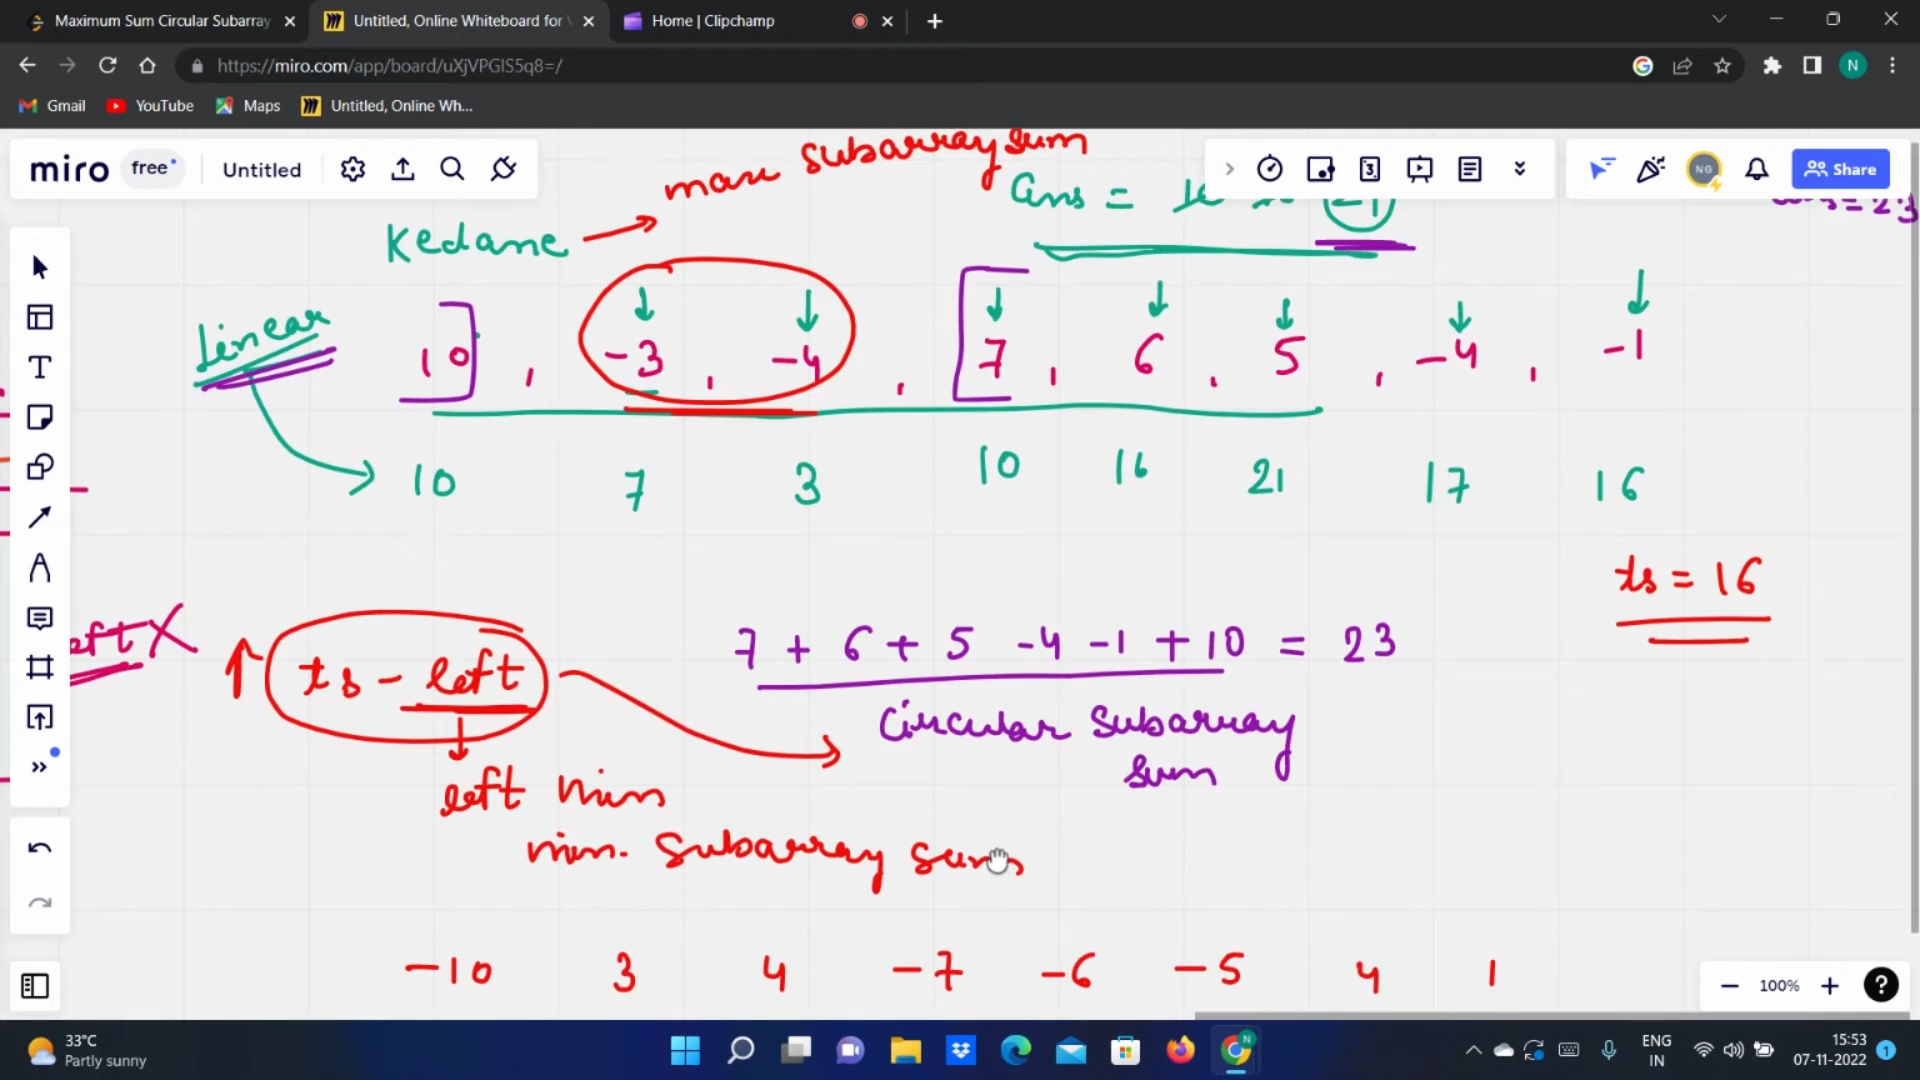 Maximum Sum Circular Subarray
Untitled, Online Whiteboard for
Home | Clipchamp
https://miro.com/app/board/uXjVPGIS5q8=/
N
Gmail
YouTube
Maps
Untitled, Online Wh...
miro free Untitled
NG
Share
max subarray sum
ans =
Kedane
Linear
10 , -3 , -4 , 7 , 6 , 5 , -4 , -1
10 7 3 10 16 21 17 16
ts = 16
eft X
ts - left
7 + 6 + 5 -4 -1 +10 = 23
Circular Subarray
Sum
left min
min. Subarray sum
-10 3 4 -7 -6 -5 4 1
100%
33°C
Partly sunny
ENG
IN
15:53
07-11-2022
1